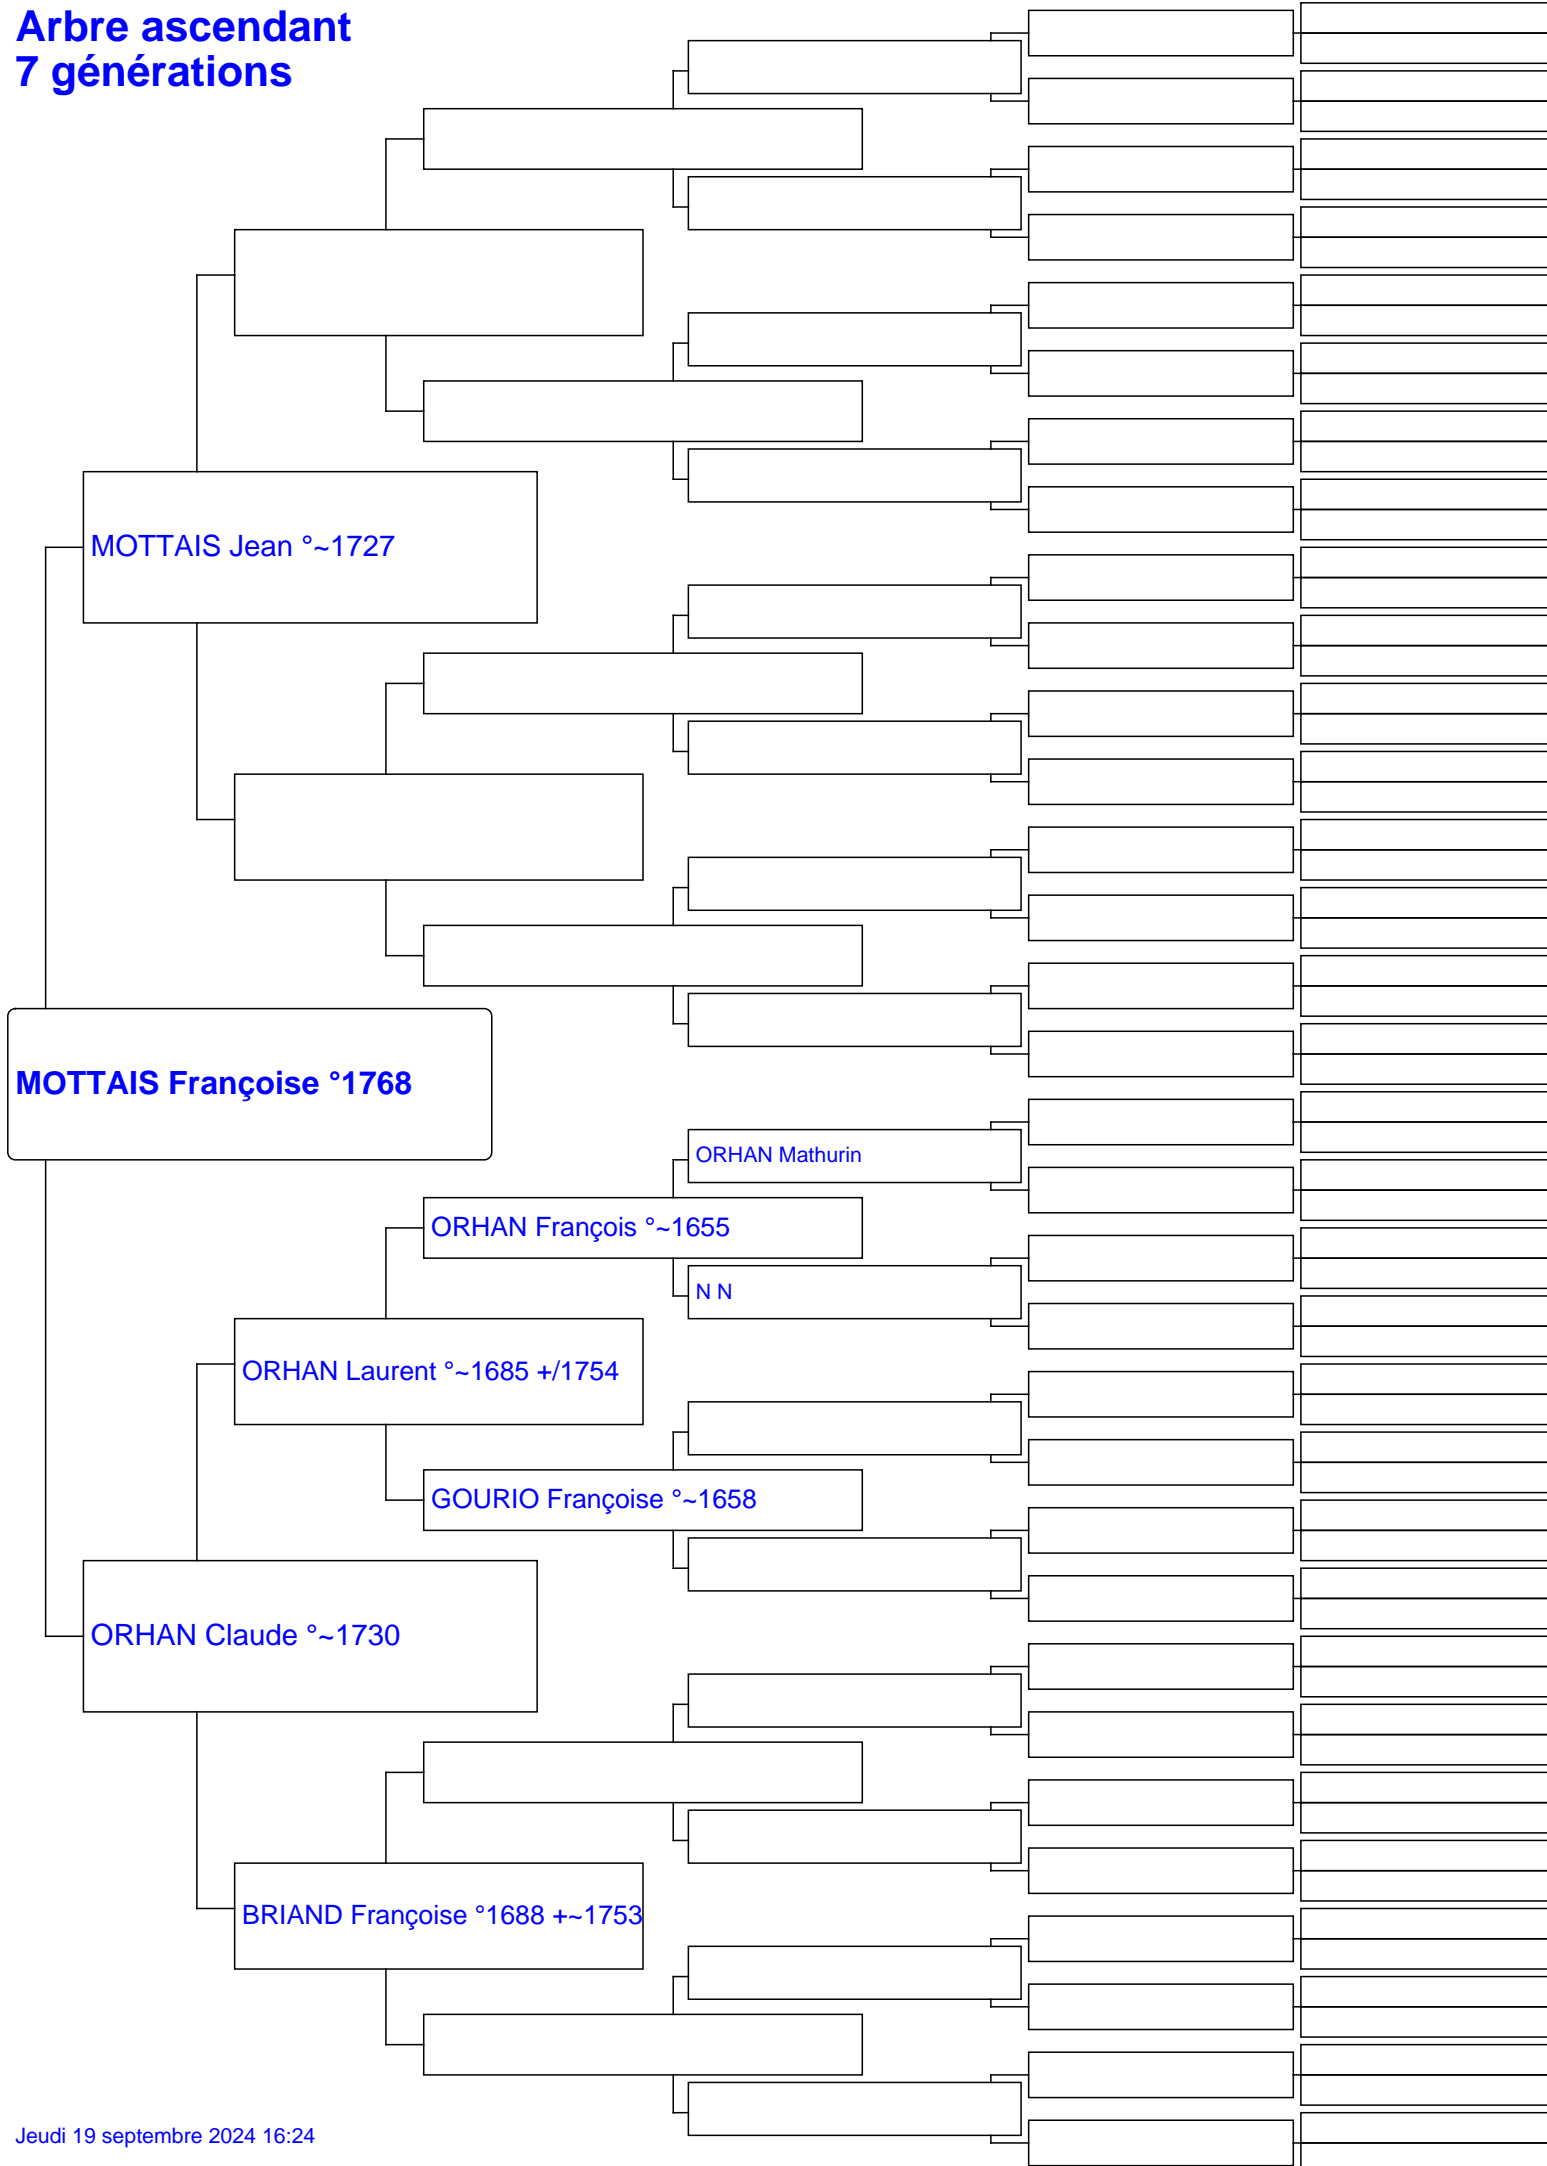 Arbre ascendant
7 générations
MOTTAIS Jean °~1727
MOTTAIS Françoise °1768
ORHAN Mathurin
ORHAN François °~1655
N N
ORHAN Laurent °~1685 +/1754
GOURIO Françoise °~1658
ORHAN Claude °~1730
BRIAND Françoise °1688 +~1753
Jeudi 19 septembre 2024 16:24